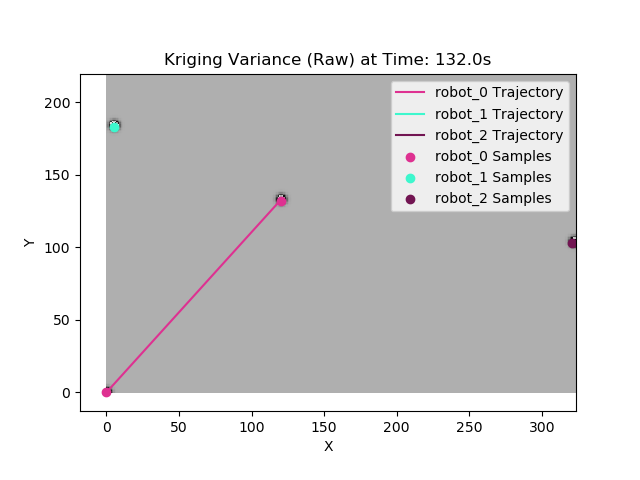 Kriging Variance (Raw) at Time: 132.0s
robot_0 Trajectory
robot_1 Trajectory
robot_2 Trajectory
robot_0 Samples
robot_1 Samples
robot_2 Samples
200
150
100
50
0
Y
0 50 100 150 200 250 300
X